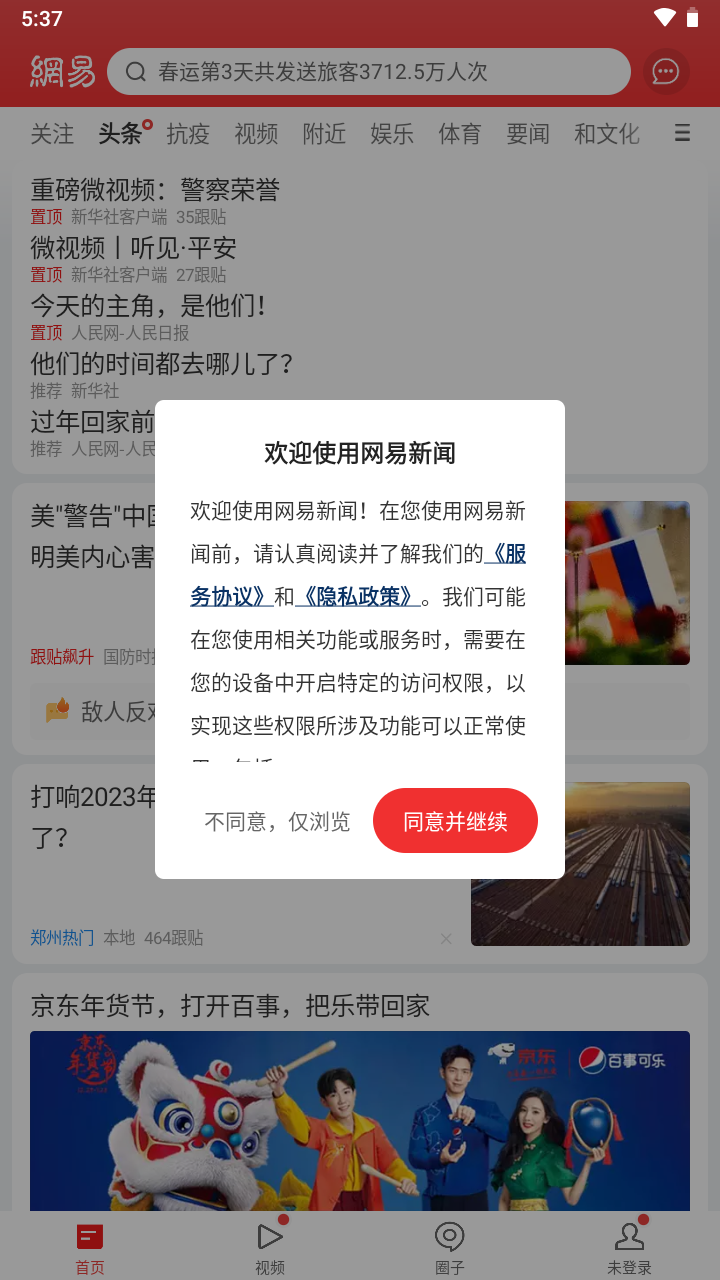 5:37
網易
春运第3天共发送旅客3712.5万人次
关注 头条 抗疫 视频 附近 娱乐 体育 要闻 和文化
重磅微视频：警察荣誉
置顶 新华社客户端 35跟贴
微视频丨听见·平安
置顶 新华社客户端 27跟贴
今天的主角，是他们！
置顶 人民网-人民日报
他们的时间都去哪儿了？
推荐 新华社
过年回家前
推荐 人民网-人民
美"警告"中国
明美内心害
跟贴飙升 国防时报
敌人反对
欢迎使用网易新闻
欢迎使用网易新闻！在您使用网易新
闻前，请认真阅读并了解我们的《服
务协议》和《隐私政策》。我们可能
在您使用相关功能或服务时，需要在
您的设备中开启特定的访问权限，以
实现这些权限所涉及功能可以正常使
不同意，仅浏览 同意并继续
打响2023年
了？
郑州热门 本地 464跟贴
京东年货节，打开百事，把乐带回家
京东
年货节
京东 百事可乐
首页 视频 圈子 未登录